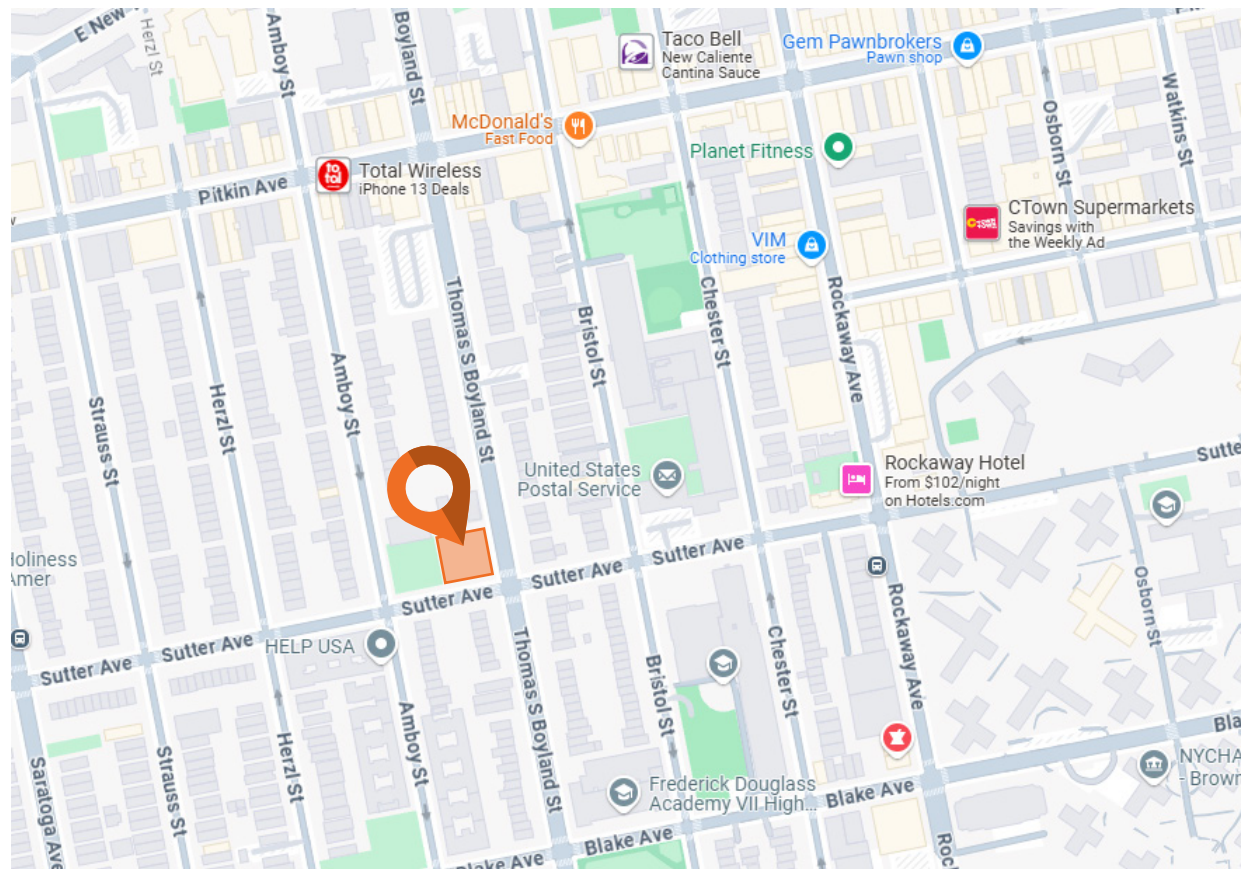 E New
Herzl St
Amboy St
Boyland St
Taco Bell
New Caliente
Cantina Sauce
Gem Pawnbrokers
Pawn shop
Watkins St
Osborn St
McDonald's
Fast Food
Planet Fitness
to
tal
Total Wireless
iPhone 13 Deals
Pitkin Ave
CTOWN
CTown Supermarkets
Savings with
the Weekly Ad
VIM
Clothing store
Thomas S Boyland St
Bristol St
Chester St
Rockaway Ave
Strauss St
Herzl St
Amboy St
United States
Postal Service
Rockaway Hotel
From $102/night
on Hotels.com
Sutte
Holiness
Amer
Sutter Ave
Sutter Ave
Sutter Ave
Sutter Ave
Sutter Ave
HELP USA
Osborn St
Rockaway Ave
Chester St
Bristol St
Thomas S Boyland St
Amboy St
Herzl St
Strauss St
Saratoga Ave
Bla
NYCHA
- Brown
Frederick Douglass
Academy VII High...
Blake Ave
Blake Ave
Blake Ave
Roc